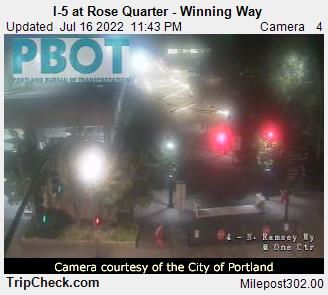 I-5 at Rose Quarter - Winning Way
Updated Jul 16 2022 11:43 PM Camera 4
PBOT
PORTLAND BUREAU OF TRANSPORTATION
4 - N. Ramsey Wy
@ One Ctr
Camera courtesy of the City of Portland
TripCheck.com Milepost302.00